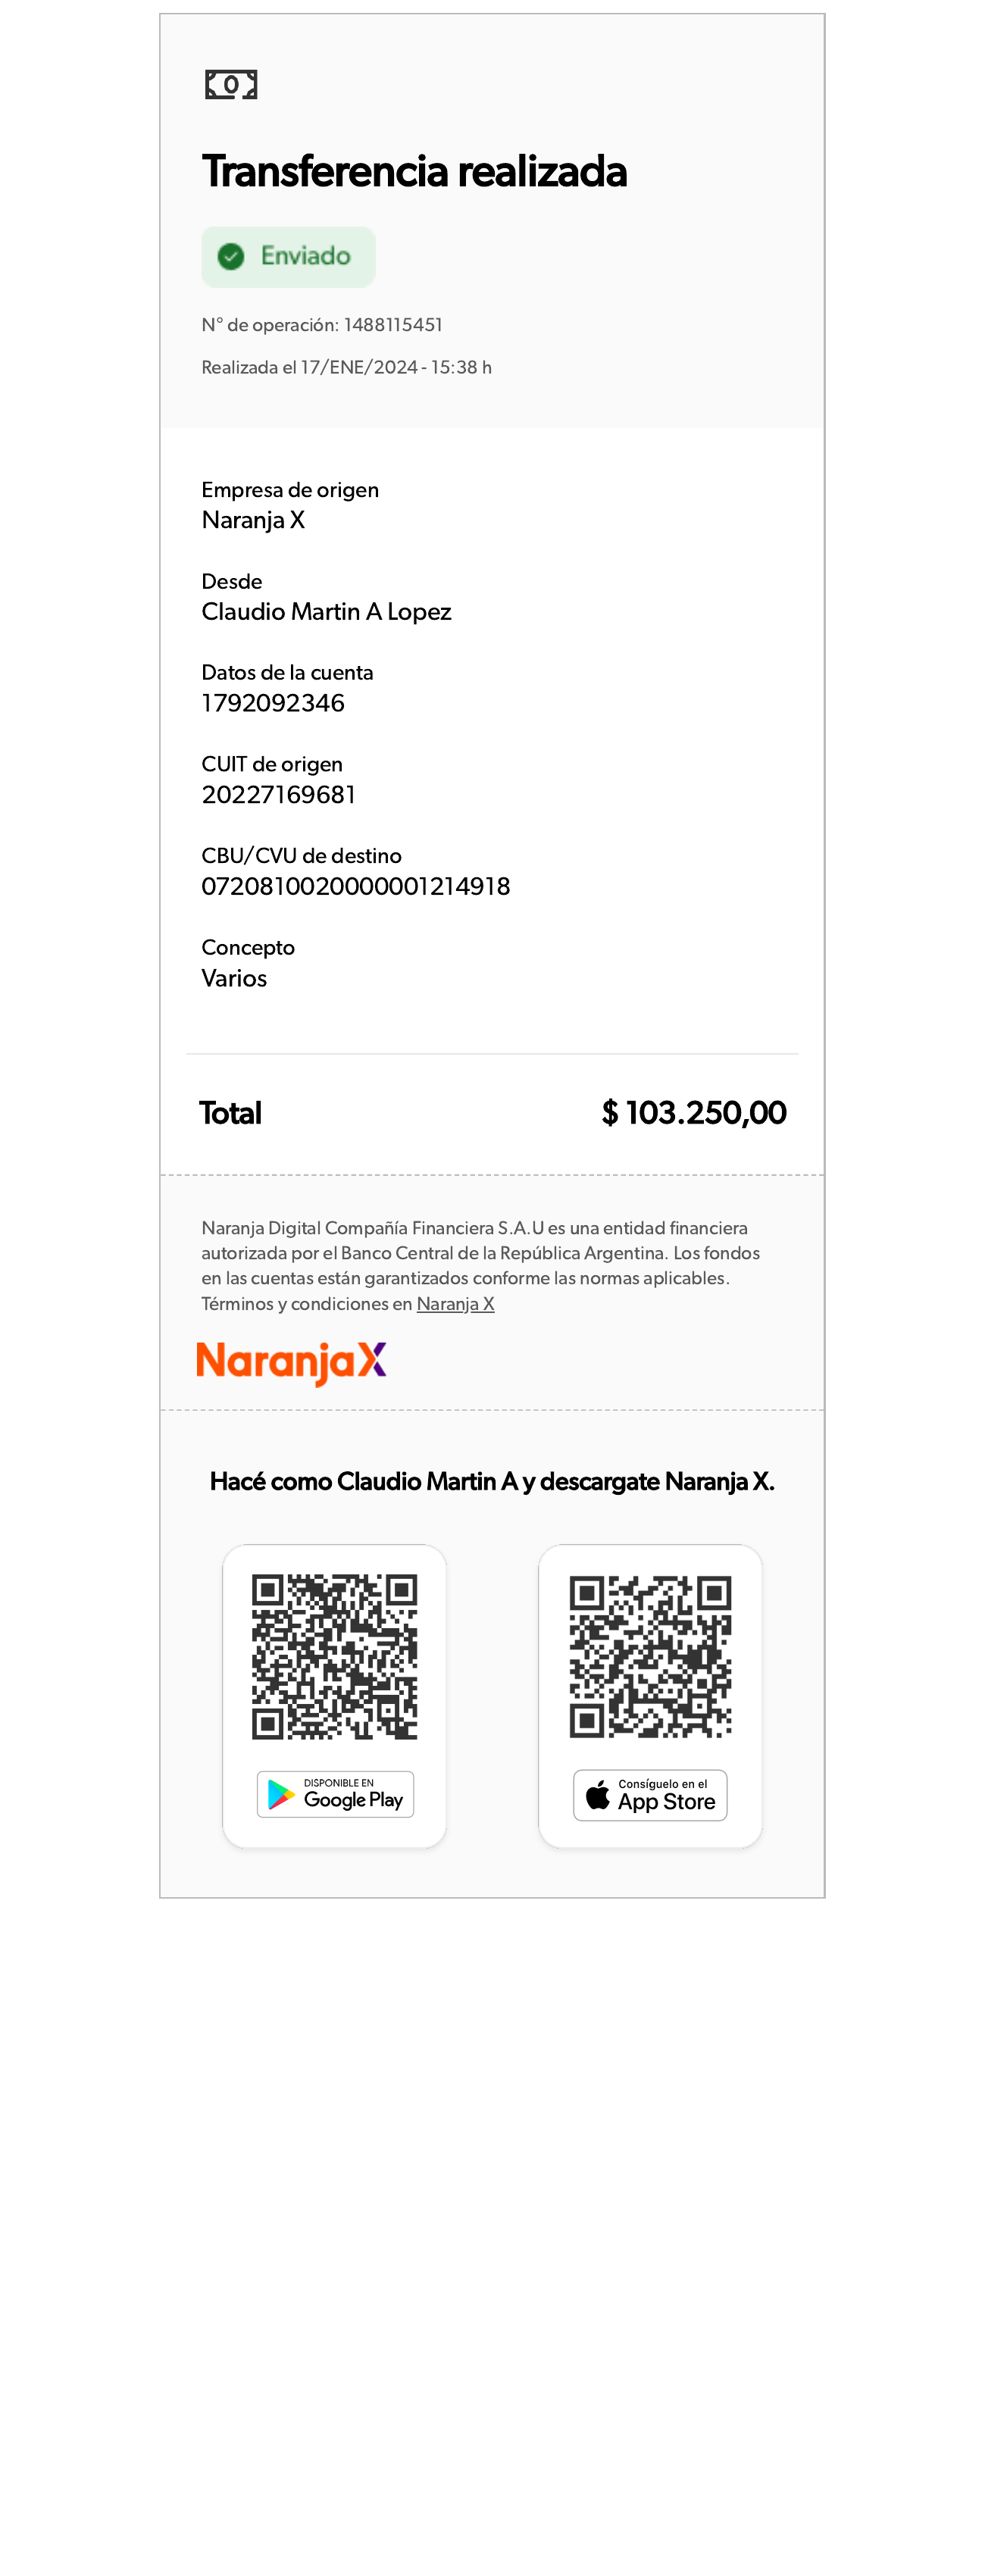 Transferencia realizada
Enviado
N° de operación: 1488115451
Realizada el 17/ENE/2024 - 15:38 h
Empresa de origen
Naranja X
Desde
Claudio Martin A Lopez
Datos de la cuenta
1792092346
CUIT de origen
20227169681
CBU/CVU de destino
0720810020000001214918
Concepto
Varios
Total $ 103.250,00
Naranja Digital Compañía Financiera S.A.U es una entidad financiera
autorizada por el Banco Central de la República Argentina. Los fondos
en las cuentas están garantizados conforme las normas aplicables.
Términos y condiciones en Naranja X
NaranjaX
Hacé como Claudio Martin A y descargate Naranja X.
DISPONIBLE EN
Google Play
Consíguelo en el
App Store